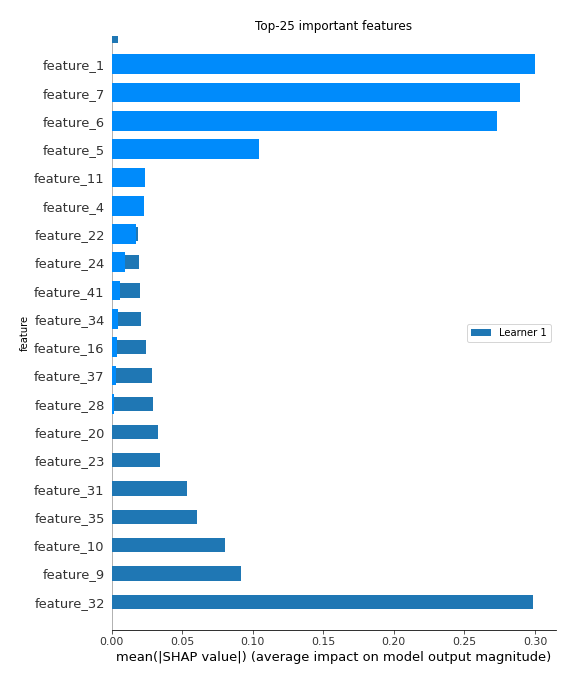 Top-25 important features
feature_1
feature_7
feature_6
feature_5
feature_11
feature_4
feature_22
feature_24
feature_41
feature_34
feature_16
feature_37
feature_28
feature_20
feature_23
feature_31
feature_35
feature_10
feature_9
feature_32
feature
Learner 1
0.00 0.05 0.10 0.15 0.20 0.25 0.30
mean(|SHAP value|) (average impact on model output magnitude)